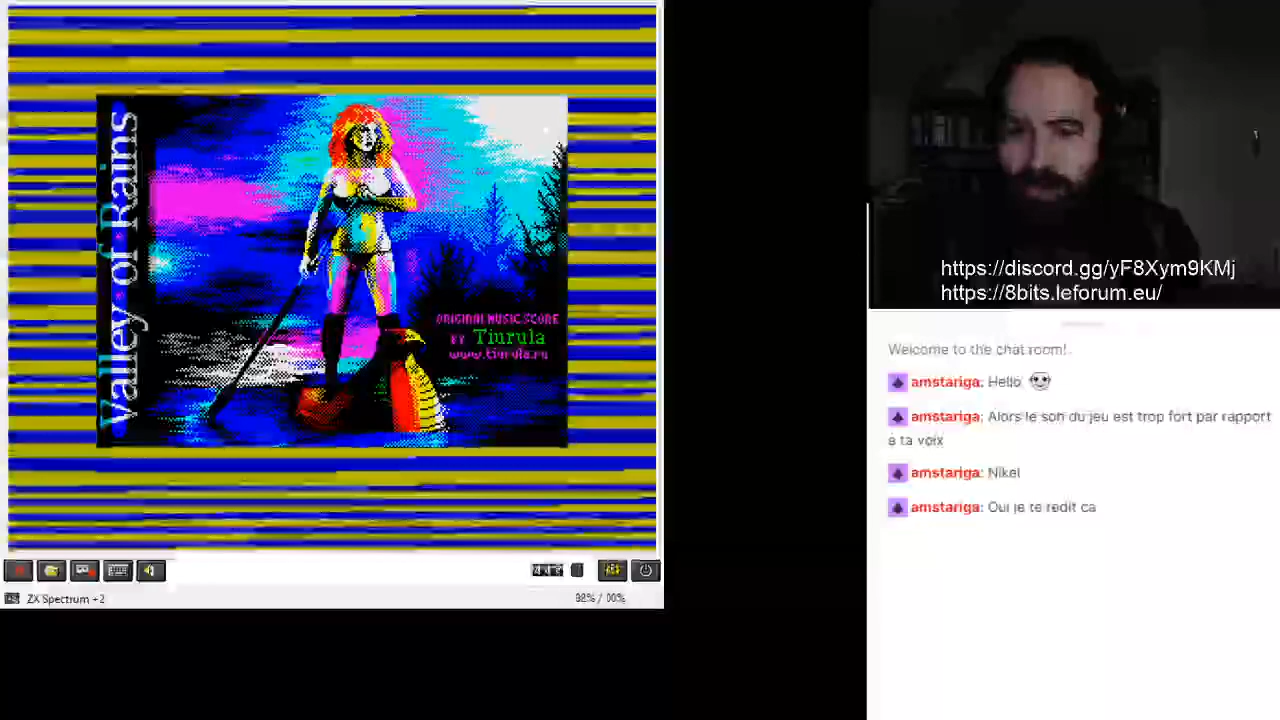 Valley of Rains
ORIGINAL MUSIC SCORE
BY Tiurula
www.tiurula.ru
ZX Spectrum +2
https://discord.gg/yF8Xym9KMj
https://8bits.leforum.eu/
Welcome to the chat room!
amstariga: Hello
amstariga: Alors le son du jeu est trop fort par rapport
à ta voix
amstariga: Nikel
amstariga: Oui je te redit ca